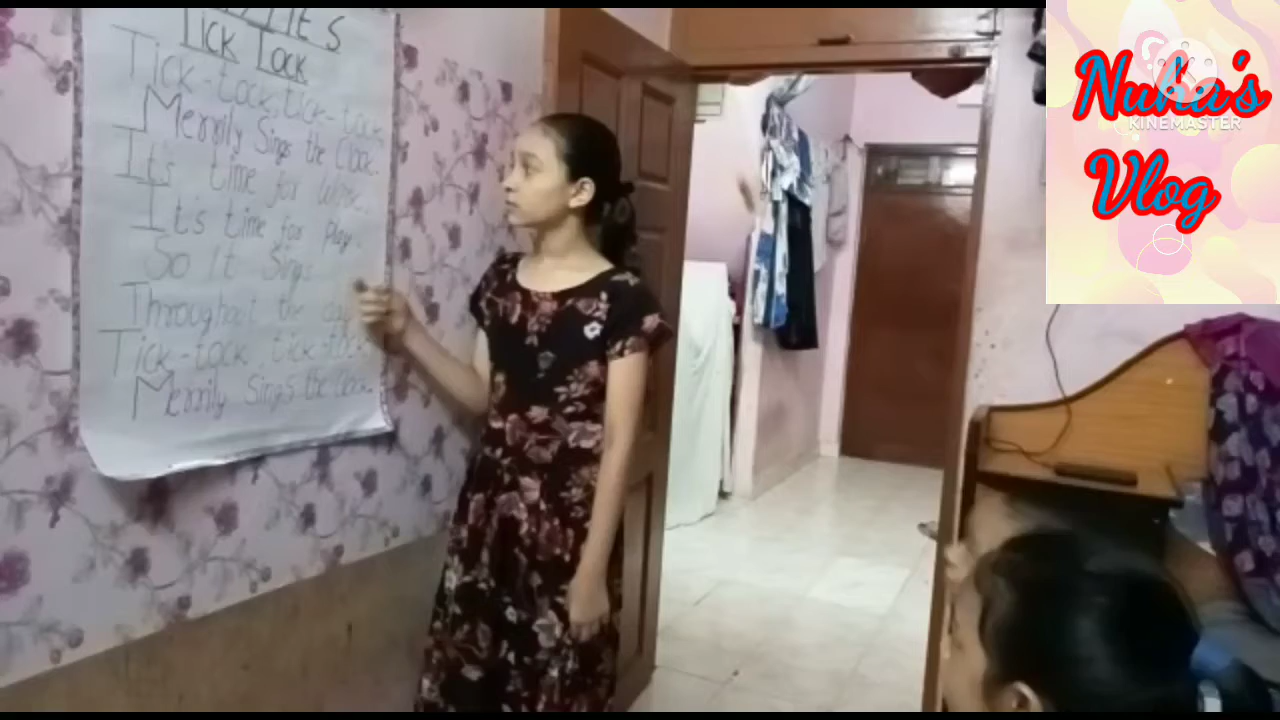 Tick Tock
Tick-tock, tick-tock
Merrily Sings the Clock.
It's time for
It's time for play.
So it Sings
Throughout the
Tick-tock tick-tock
Merrily Sings the Clock.
Nuha's
KINEMASTER
Vlog